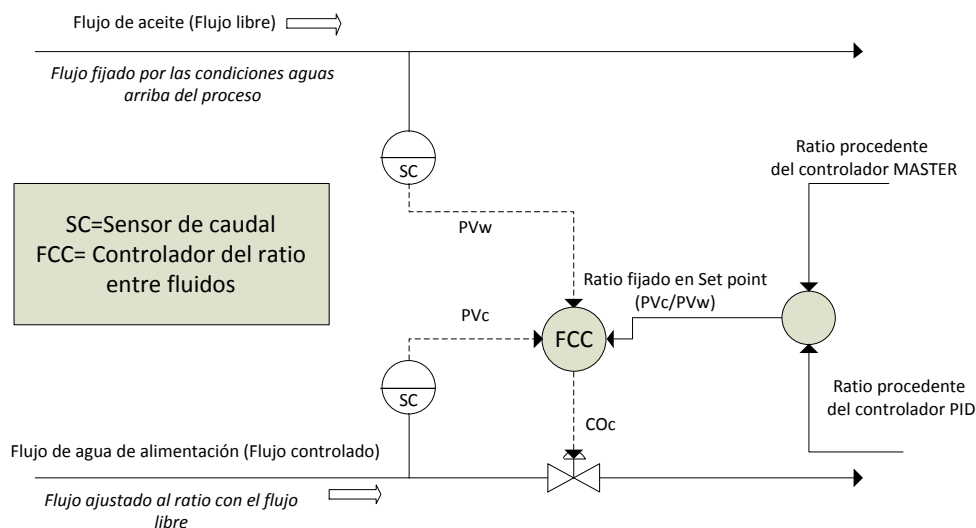 Flujo de aceite (Flujo libre)
Flujo fijado por las condiciones aguas
arriba del proceso
SC
Ratio procedente
del controlador MASTER
SC=Sensor de caudal
FCC= Controlador del ratio
entre fluidos
PVw
Ratio fijado en Set point
(PVc/PVw)
PVc
FCC
SC
Ratio procedente
del controlador PID
COc
Flujo de agua de alimentación (Flujo controlado)
Flujo ajustado al ratio con el flujo
libre